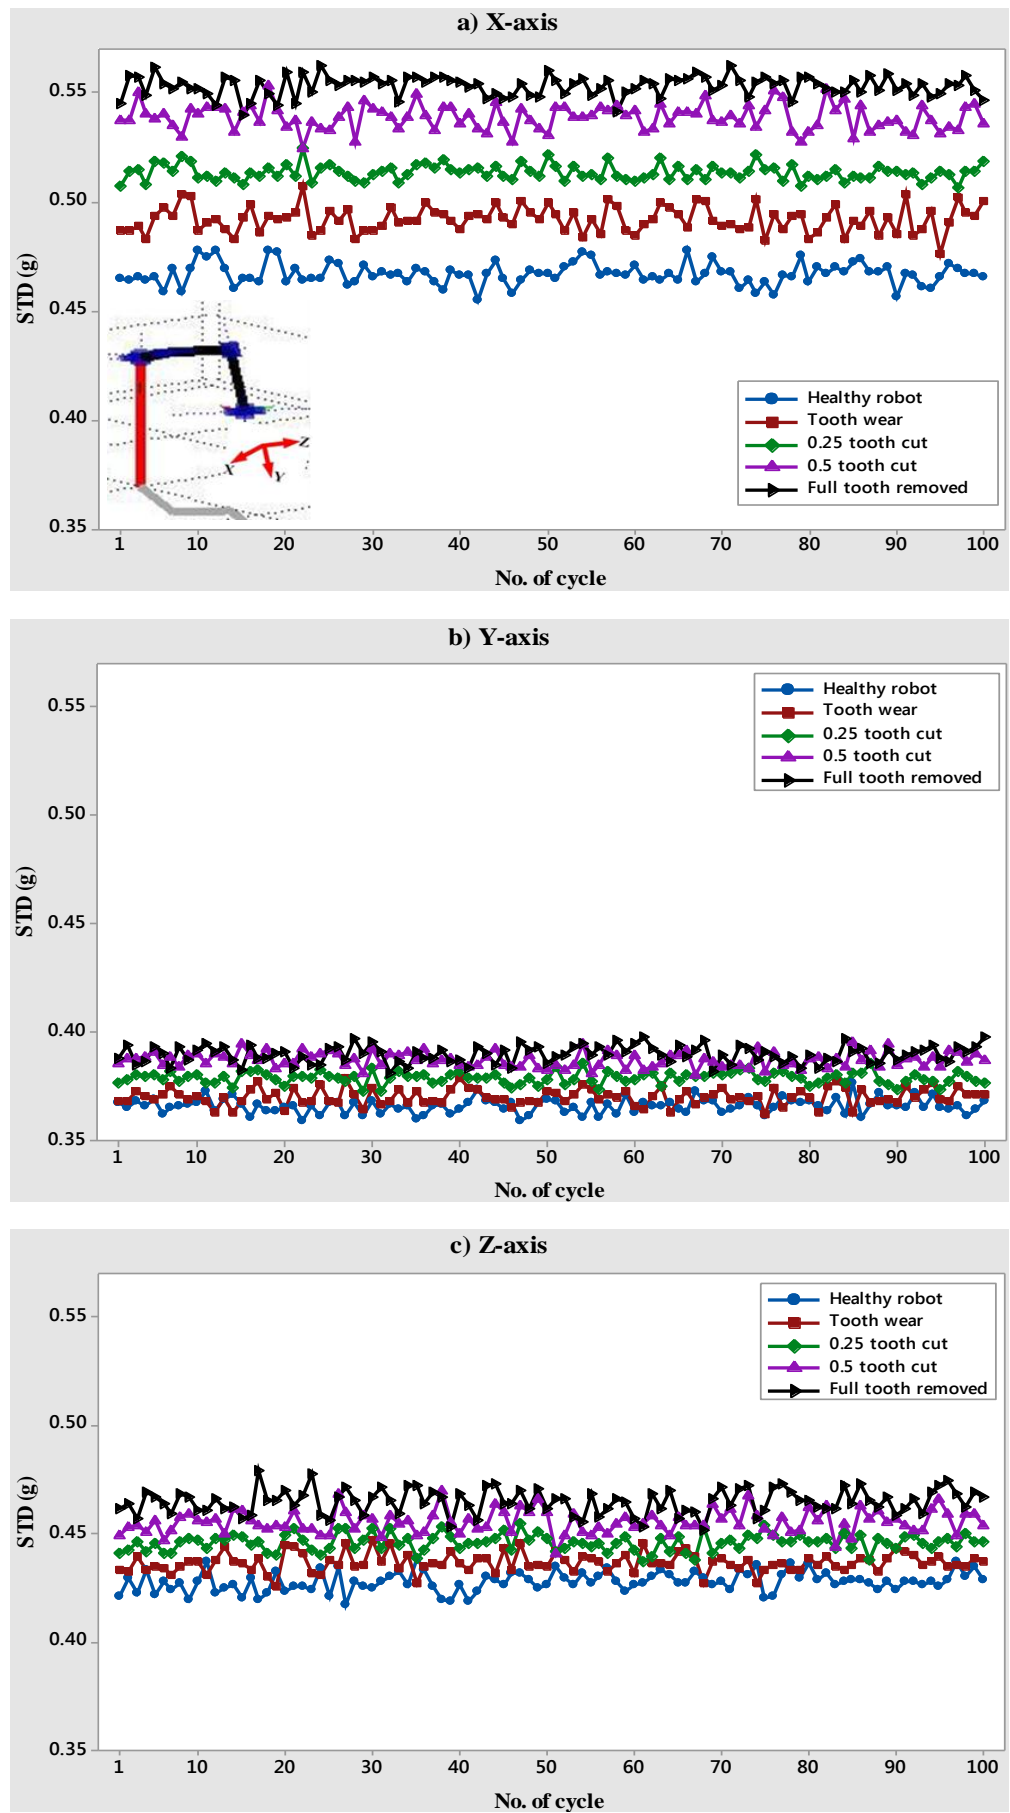 a) X-axis
STD (g)
0.55
0.50
0.45
0.40
0.35
Z
X
Y
Healthy robot
Tooth wear
0.25 tooth cut
0.5 tooth cut
Full tooth removed
1 10 20 30 40 50 60 70 80 90 100
No. of cycle
b) Y-axis
STD (g)
0.55
0.50
0.45
0.40
0.35
Healthy robot
Tooth wear
0.25 tooth cut
0.5 tooth cut
Full tooth removed
1 10 20 30 40 50 60 70 80 90 100
No. of cycle
c) Z-axis
STD (g)
0.55
0.50
0.45
0.40
0.35
Healthy robot
Tooth wear
0.25 tooth cut
0.5 tooth cut
Full tooth removed
1 10 20 30 40 50 60 70 80 90 100
No. of cycle